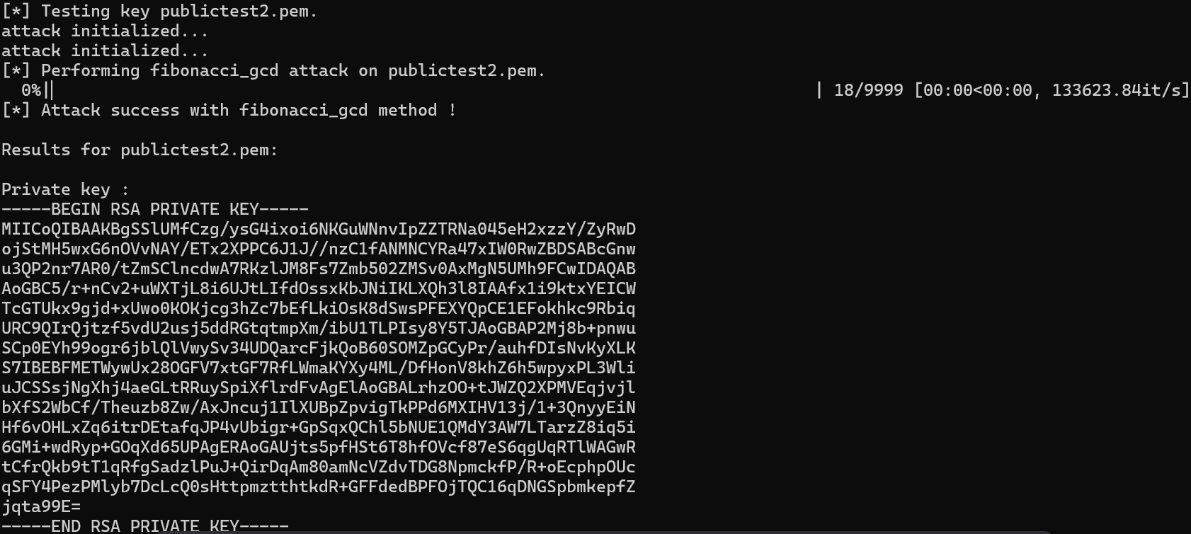 [*] Testing key publictest2.pem.
attack initialized...
attack initialized...
[*] Performing fibonacci_gcd attack on publictest2.pem.
0%| | 18/9999 [00:00<00:00, 133623.84it/s]
[*] Attack success with fibonacci_gcd method !
Results for publictest2.pem:
Private key :
-----BEGIN RSA PRIVATE KEY-----
MIICoQIBAAKBgSSlUMfCzg/ysG4ixoi6NKGuWNnvIpZZTRNa045eH2xzzY/ZyRwD
ojStMH5wxG6nOVvNAY/ETx2XPPC6J1J//nzC1fANMNCYRa47xIW0RwZBDSABcGnw
u3QP2nr7AR0/tZmSClncdwA7RKzlJM8Fs7Zmb502ZMSv0AxMgN5UMh9FCwIDAQAB
AoGBC5/r+nCv2+uWXTjL8i6UJtLIfdOssxKbJNiIKLXQh3l8IAAfx1i9ktxYEICW
TcGTUkx9gjd+xUwo0KOKjcg3hZc7bEfLkiOsK8dSwsPFEXYQpCE1EFokhkc9Rbiq
URC9QIrQjtzf5vdU2usj5ddRGtqtmpXm/ibU1TLPIsy8Y5TJAoGBAP2Mj8b+pnwu
SCp0EYh99ogr6jblQlVwySv34UDQarcFjkQoB60SOMZpGCyPr/auhfDIsNvKyXLK
S7IBEBFMETWywUx28OGFV7xtGF7RfLWmaKYXy4ML/DfHonV8khZ6h5wpyxPL3Wli
uJCSSsjNgXhj4aeGLtRRuySpiXflrdFvAgElAoGBALrhzOO+tJWZQ2XPMVEqjvjl
bXfS2WbCf/Theuzb8Zw/AxJncuj1IlXUBpZpvigTkPPd6MXIHV13j/1+3QnyyEiN
Hf6vOHLxZq6itrDEtafqJP4vUbigr+GpSqxQChl5bNUE1QMdY3AW7LTarzZ8iq5i
6GMi+wdRyp+GOqXd65UPAgERAoGAUjts5pfHSt6T8hfOVcf87eS6qgUqRTlWAGwR
tCfrQkb9tT1qRfgSadzlPuJ+QirDqAm80amNcVZdvTDG8NpmckfP/R+oEcphpOUc
qSFY4PezPMlyb7DcLcQ0sHttpmztthtkdR+GFFdedBPFOjTQC16qDNGSpbmkepfZ
jqta99E=
-----END RSA PRIVATE KEY-----